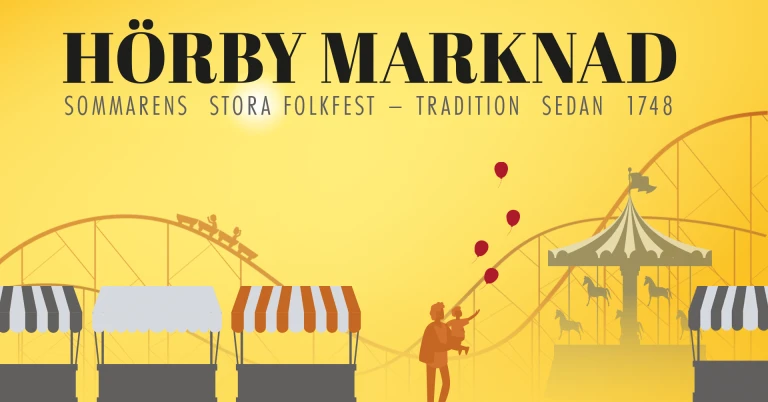 HÖRBY MARKNAD
SOMMARENS STORA FOLKFEST – TRADITION SEDAN 1748